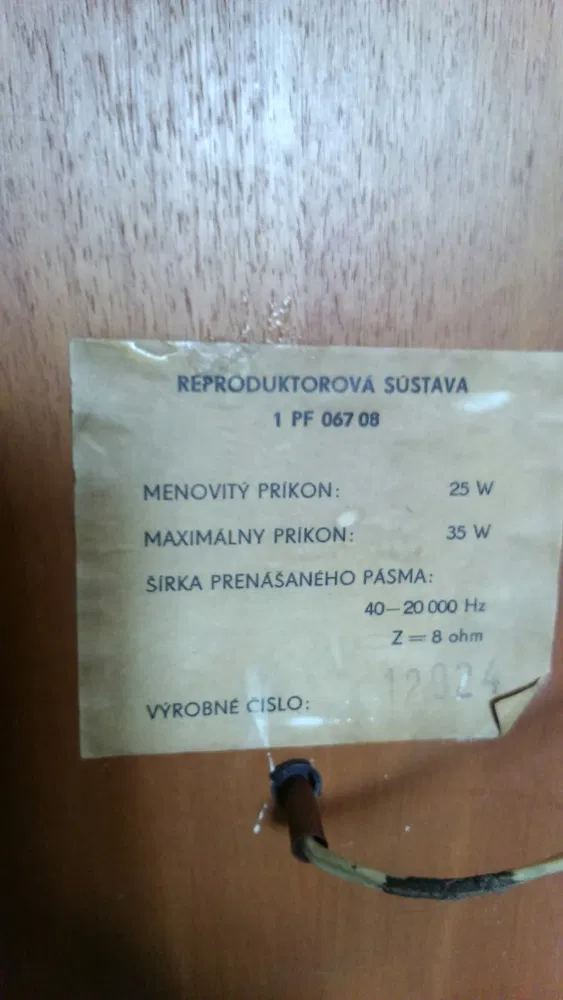 REPRODUKTOROVÁ SÚSTAVA
1 PF 067 08
MENOVITÝ PRÍKON: 25 W
MAXIMÁLNY PRÍKON: 35 W
ŠÍRKA PRENÁŠANÉHO PÁSMA:
40—20 000 Hz
Z = 8 ohm
VÝROBNÉ ČISLO: 12924